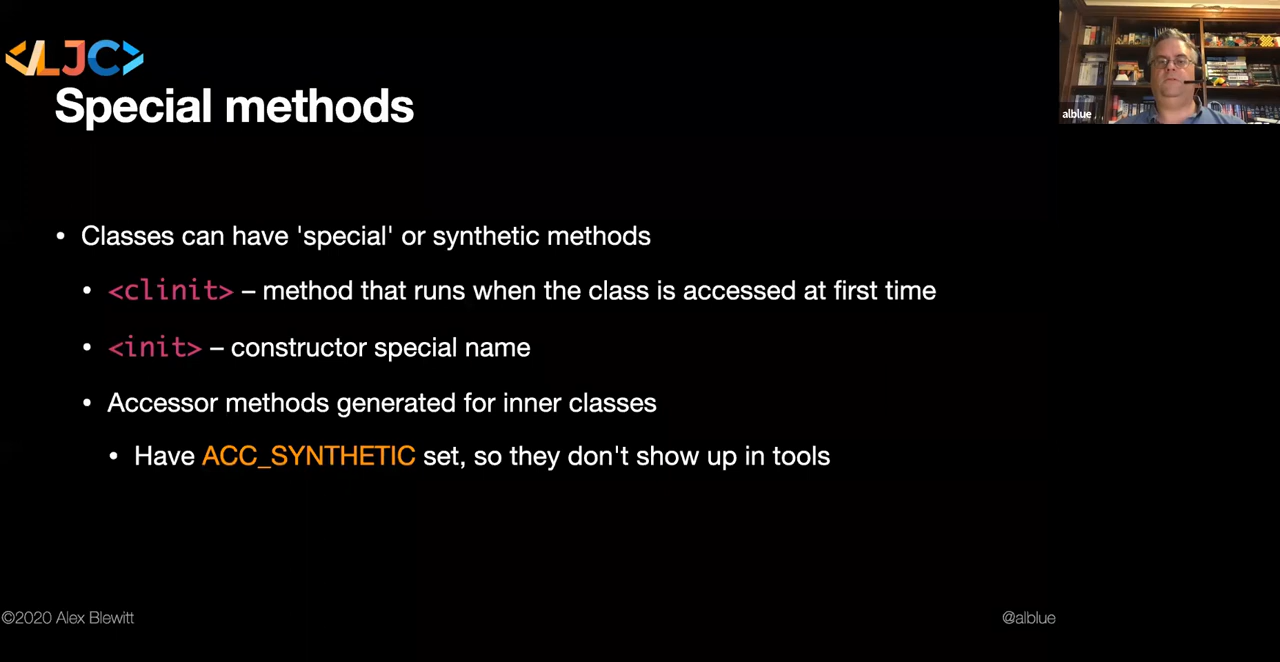 <LJC>
alblue
Special methods
• Classes can have 'special' or synthetic methods
• <clinit> – method that runs when the class is accessed at first time
• <init> – constructor special name
• Accessor methods generated for inner classes
• Have ACC_SYNTHETIC set, so they don't show up in tools
©2020 Alex Blewitt
@alblue